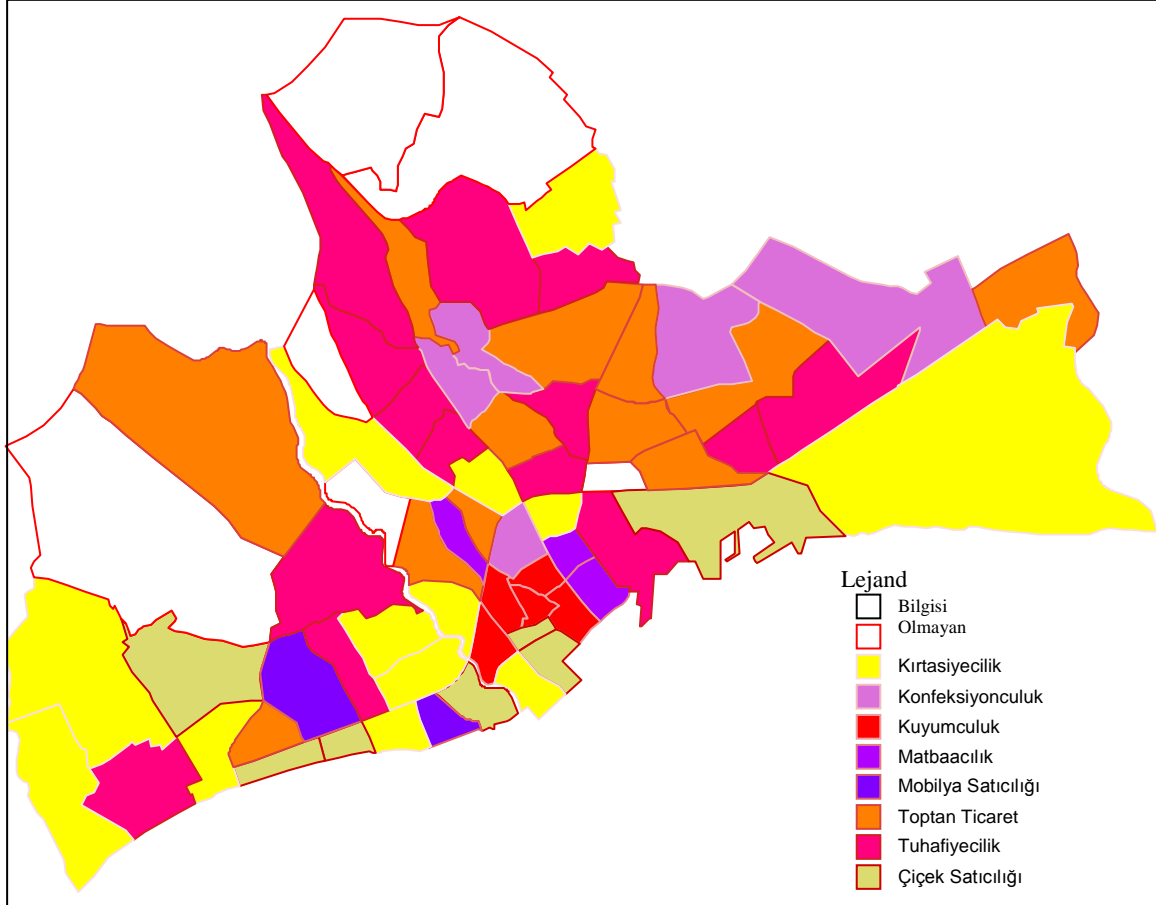 Lejand
Bilgisi
Olmayan
Kırtasiyecilik
Konfeksiyonculuk
Kuyumculuk
Matbaacılık
Mobilya Satıcılığı
Toptan Ticaret
Tuhafiyecilik
Çiçek Satıcılığı